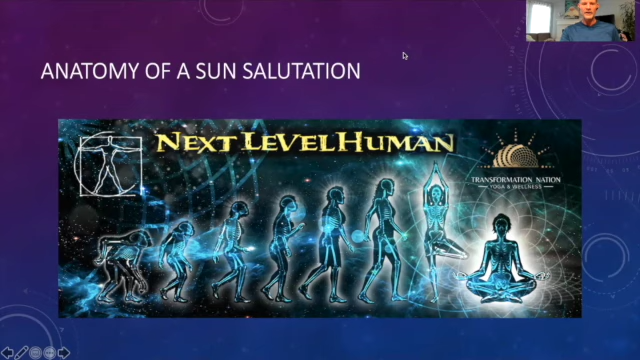 ANATOMY OF A SUN SALUTATION
NEXT LEVEL HUMAN
TRANSFORMATION NATION
YOGA & WELLNESS